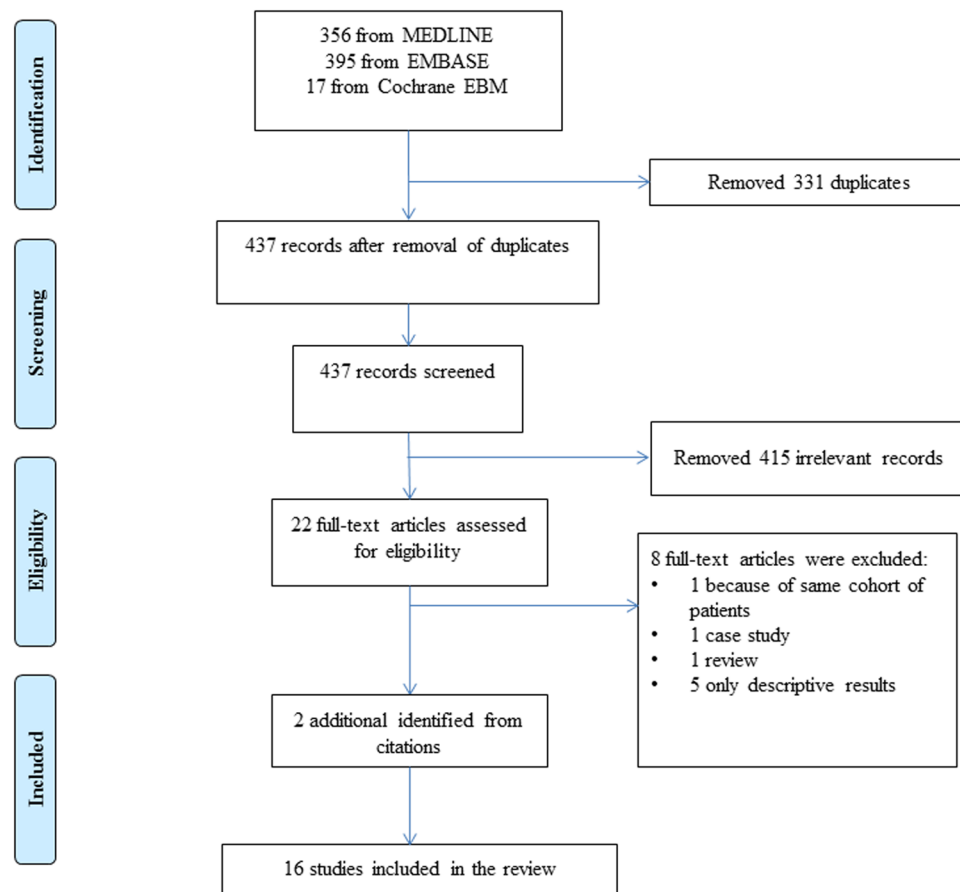 Identification
356 from MEDLINE
395 from EMBASE
17 from Cochrane EBM
Removed 331 duplicates
Screening
437 records after removal of duplicates
437 records screened
Removed 415 irrelevant records
Eligibility
22 full-text articles assessed
for eligibility
8 full-text articles were excluded:
• 1 because of same cohort of
patients
• 1 case study
• 1 review
• 5 only descriptive results
Included
2 additional identified from
citations
16 studies included in the review